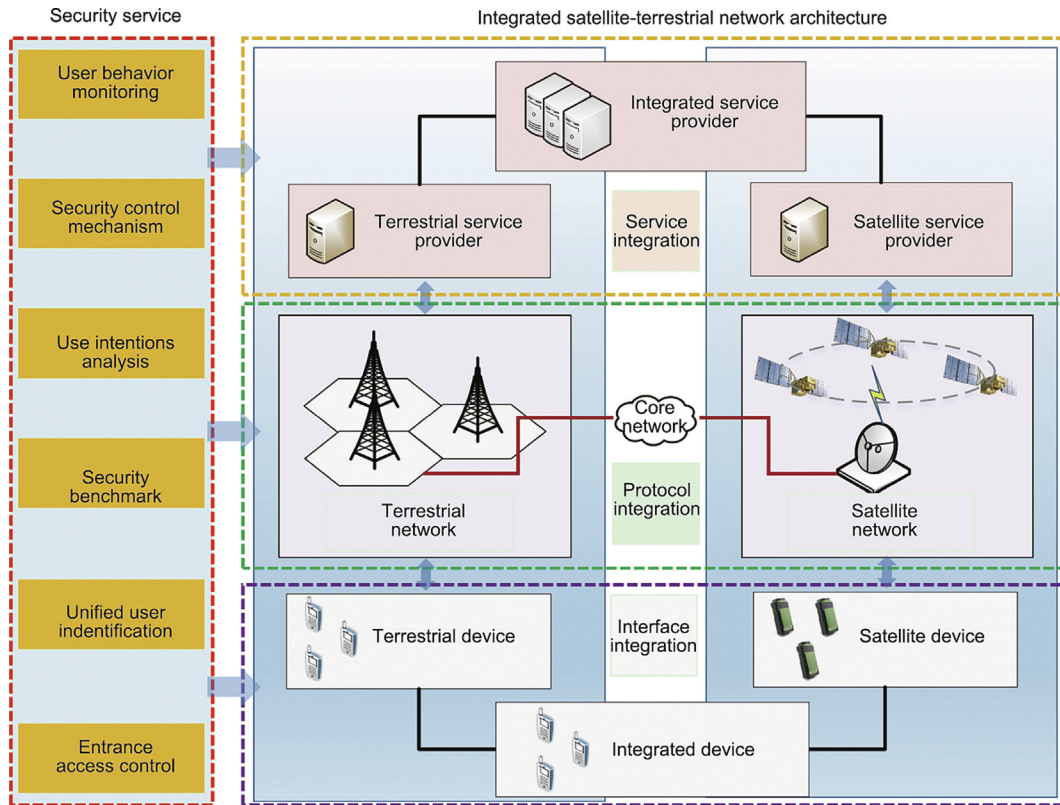 Security service
Integrated satellite-terrestrial network architecture
User behavior
monitoring
Security control
mechanism
Use intentions
analysis
Security
benchmark
Unified user
indentification
Entrance
access control
Integrated service
provider
Terrestrial service
provider
Service
integration
Satellite service
provider
Core
network
Terrestrial
network
Protocol
integration
Satellite
network
Terrestrial device
Interface
integration
Satellite device
Integrated device